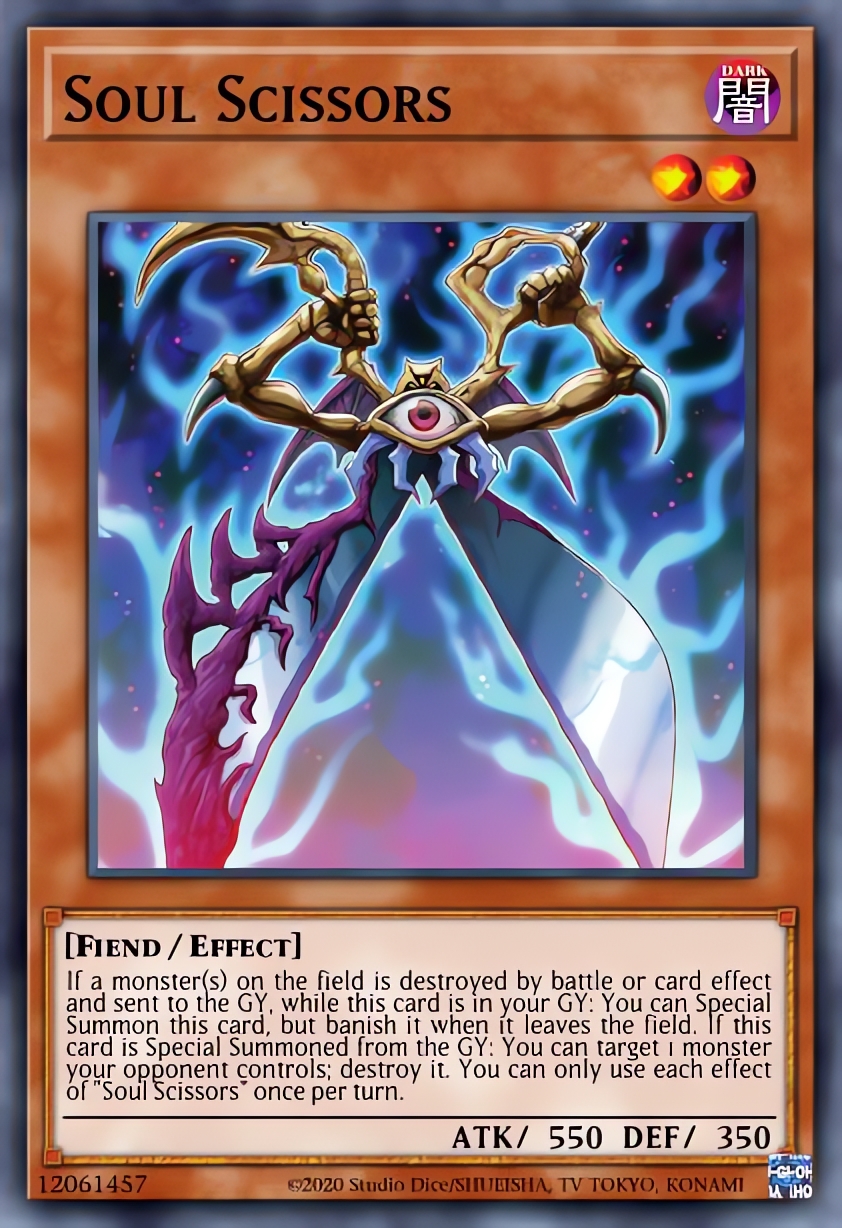 Soul Scissors
DARK
闇
[Fiend / Effect]
If a monster(s) on the field is destroyed by battle or card effect
and sent to the GY, while this card is in your GY: You can Special
Summon this card, but banish it when it leaves the field. If this
card is Special Summoned from the GY: You can target 1 monster
your opponent controls; destroy it. You can only use each effect
of "Soul Scissors" once per turn.
ATK/ 550 DEF/ 350
12061457
©2020 Studio Dice/SHUEISHA, TV TOKYO, KONAMI